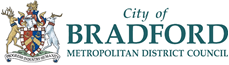 City of
BRADFORD
METROPOLITAN DISTRICT COUNCIL